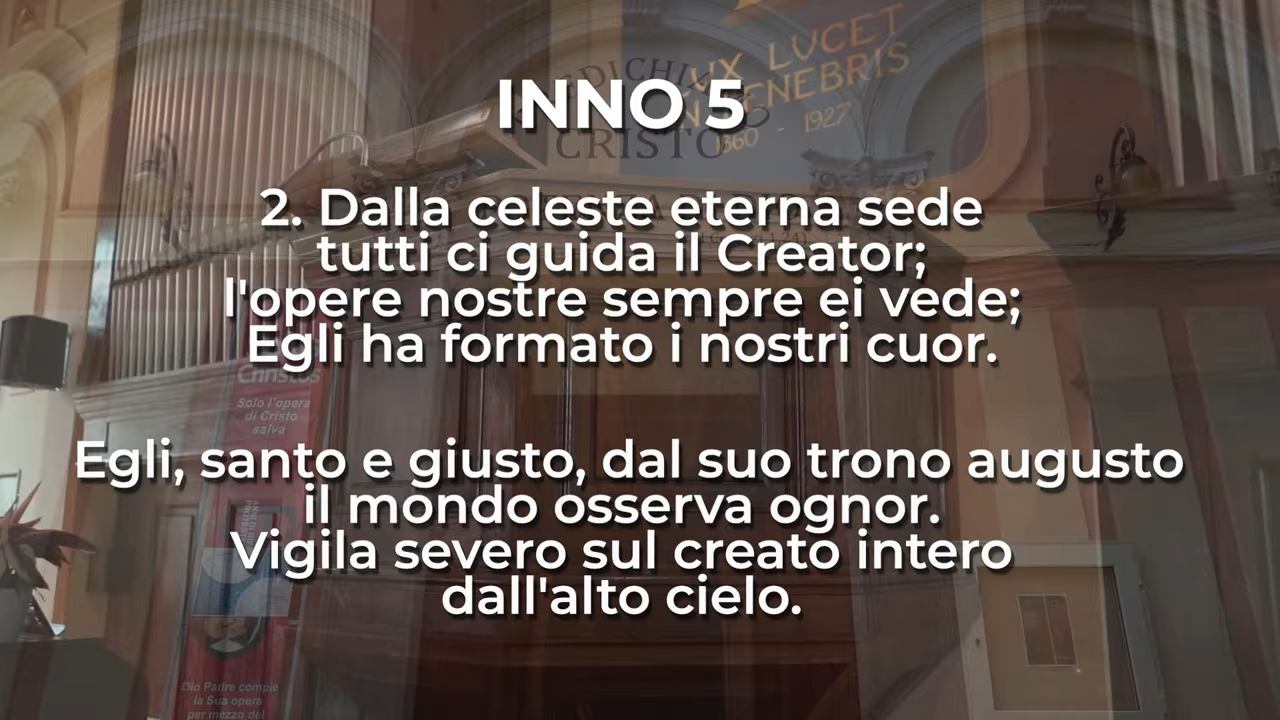 LUX LUCET
TENEBRIS
CRISTO
1860 - 1927
INNO 5
2. Dalla celeste eterna sede
tutti ci guida il Creator;
l'opere nostre sempre ei vede;
Egli ha formato i nostri cuor.
Christus
Solo l'opera
di Cristo
salva
Egli, santo e giusto, dal suo trono augusto
il mondo osserva ognor.
Vigila severo sul creato intero
dall'alto cielo.
Dio Padre compie
la Sua opera
per mezzo del